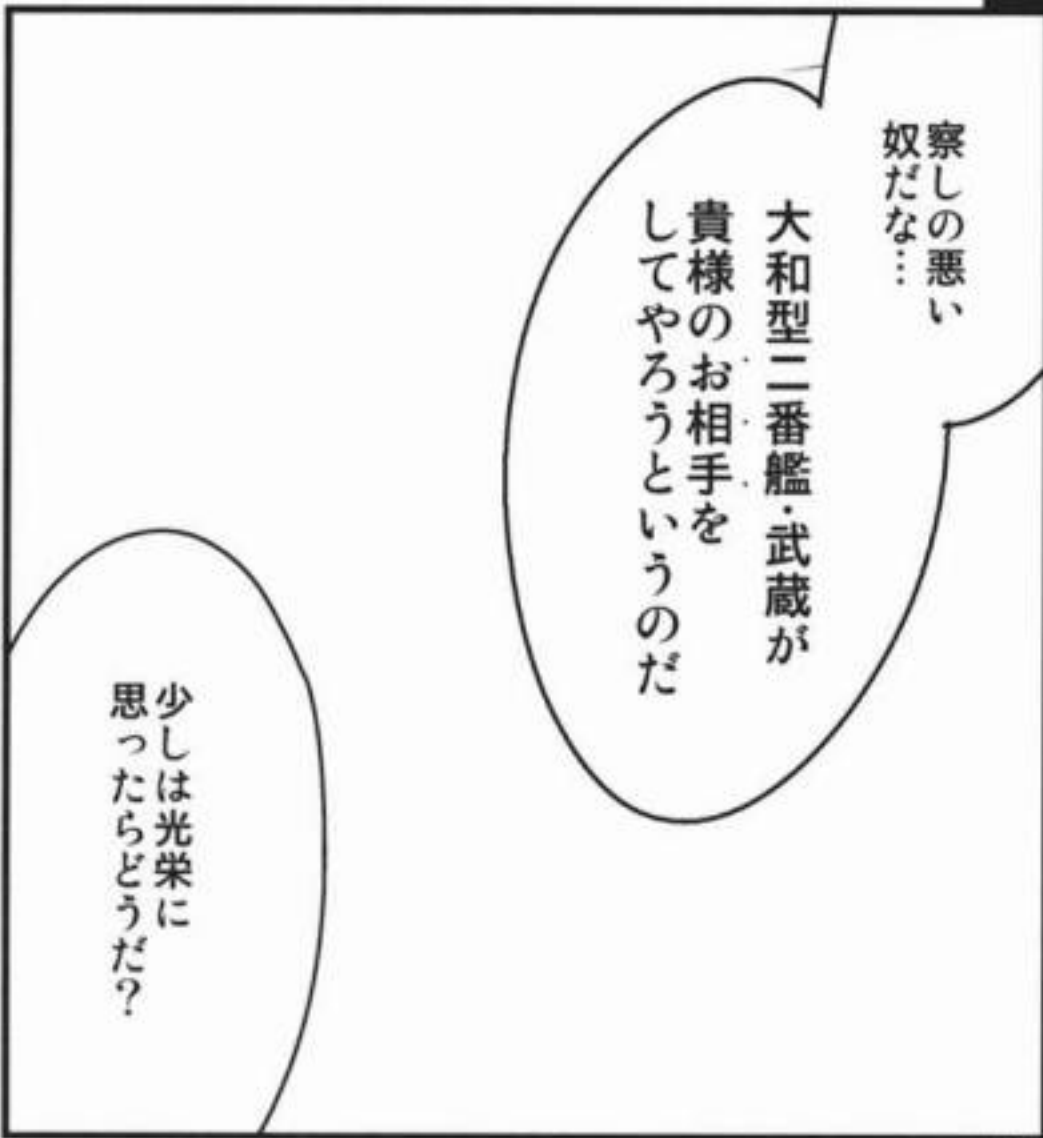 察しの悪い
奴だな…
大和型二番艦・武蔵が
貴様のお相手を
してやろうというのだ
少しは光栄に
思ったらどうだ?